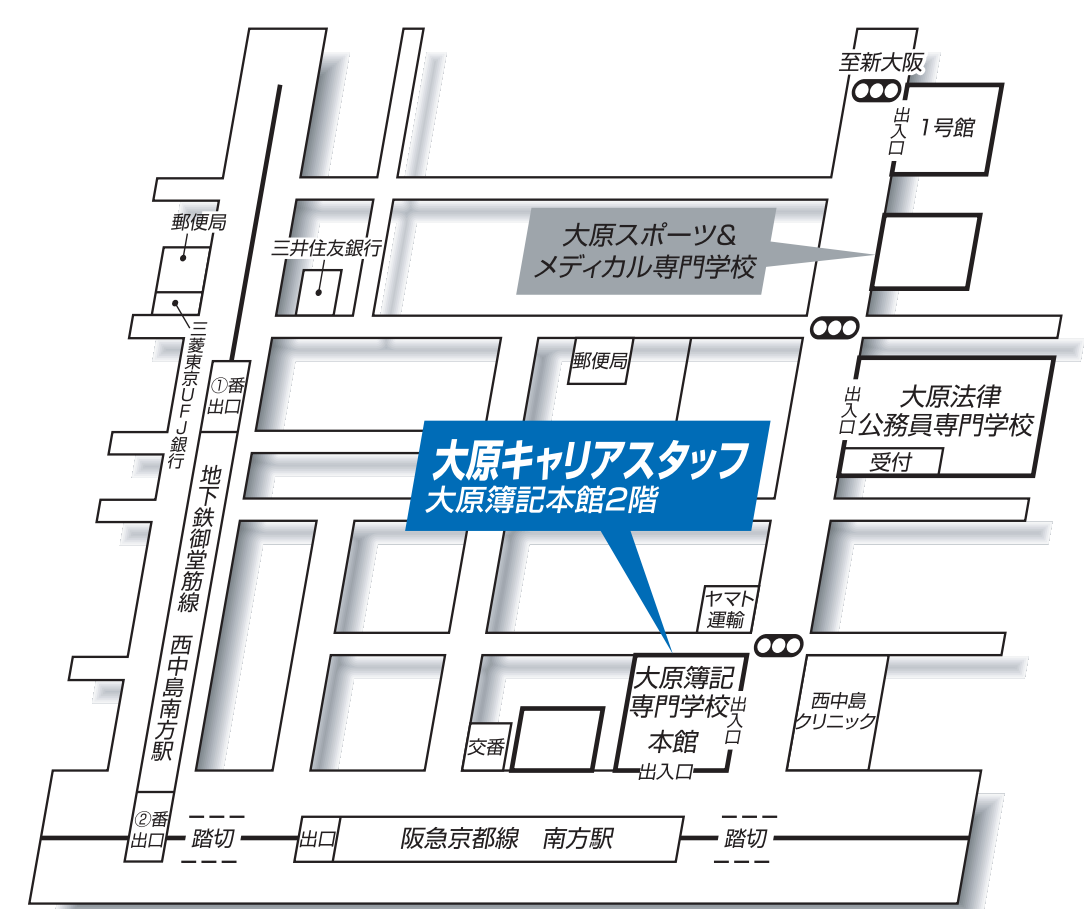 至新大阪
出入口
1号館
郵便局
三井住友銀行
大原スポーツ&
メディカル専門学校
三菱東京UFJ銀行
①番
出口
郵便局
出入口
大原法律
公務員専門学校
受付
大原キャリアスタッフ
大原簿記本館2階
地下鉄御堂筋線 西中島南方駅
ヤマト
運輸
大原簿記
専門学校
本館
出入口
出入口
西中島
クリニック
交番
②番
出口
踏切
出口
阪急京都線 南方駅
踏切